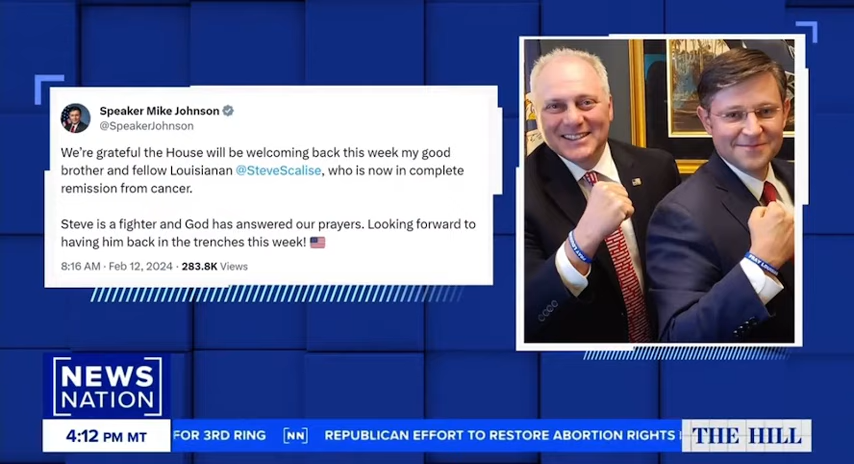 Speaker Mike Johnson
@SpeakerJohnson
We're grateful the House will be welcoming back this week my good
brother and fellow Louisianan @SteveScalise, who is now in complete
remission from cancer.
Steve is a fighter and God has answered our prayers. Looking forward to
having him back in the trenches this week!
8:16 AM · Feb 12, 2024 · 283.8K Views
NEWS
NATION
4:12 PM MT
FOR 3RD RING [NN] REPUBLICAN EFFORT TO RESTORE ABORTION RIGHTS
THE HILL